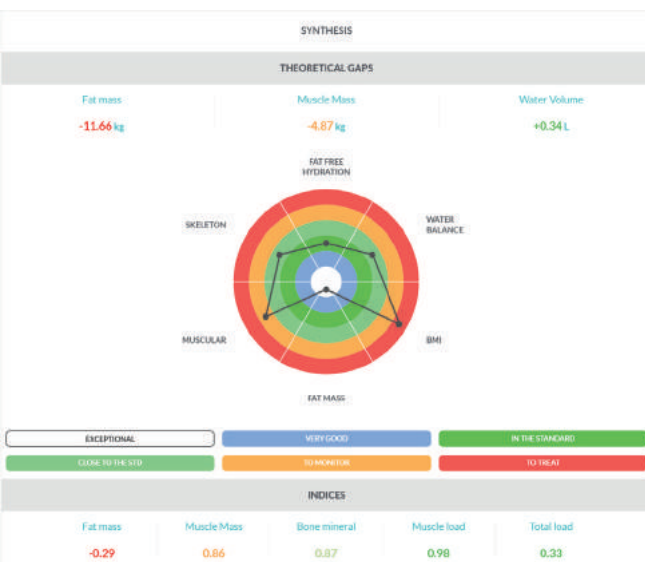 SYNTHESIS
THEORETICAL GAPS
Fat mass Muscle Mass Water Volume
-11.66 kg -4.87 kg +0.34 L
FAT FREE
HYDRATION
SKELETON WATER
BALANCE
MUSCULAR BMI
FAT MASS
EXCEPTIONAL VERY GOOD IN THE STANDARD
CLOSE TO THE STD TO MONITOR TO TREAT
INDICES
Fat mass Muscle Mass Bone mineral Muscle load Total load
-0.29 0.86 0.87 0.98 0.33